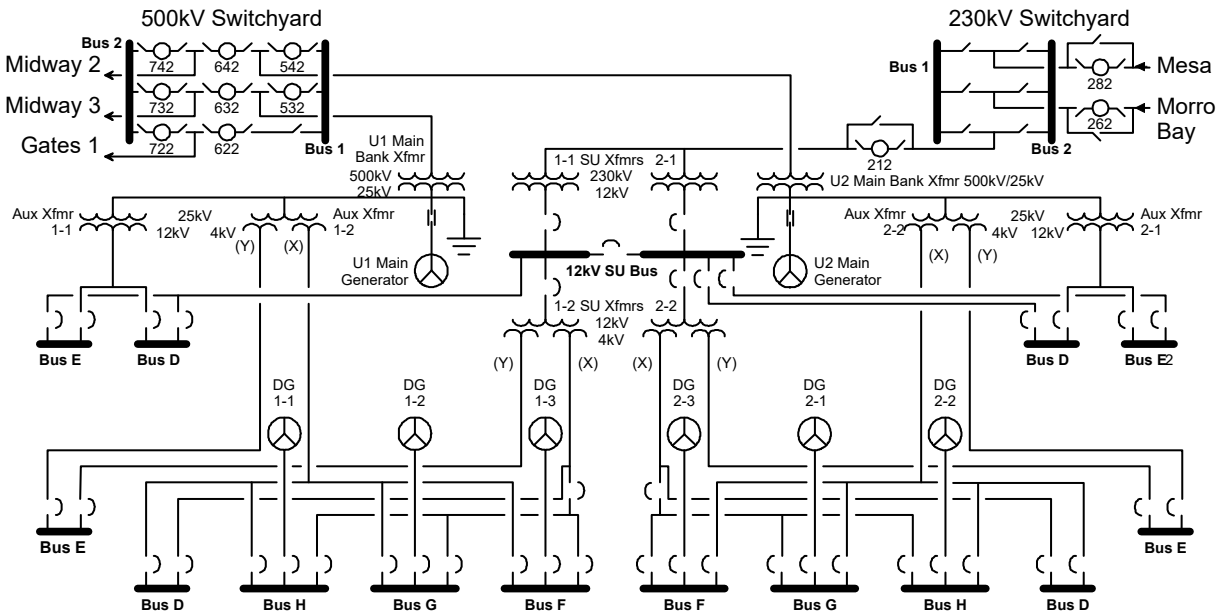 500kV Switchyard
230kV Switchyard
Bus 2
742
642
542
Midway 2
732
632
532
Midway 3
722
622
Gates 1
Bus 1
Bus 1
Mesa
282
Morro
Bay
262
Bus 2
212
U1 Main
Bank Xfmr
500kV
25kV
1-1 SU Xfmrs 2-1
230kV
12kV
U2 Main Bank Xfmr 500kV/25kV
Aux Xfmr
1-1
25kV
12kV
4kV
Aux Xfmr
1-2
(Y)
(X)
Aux Xfmr
2-2
25kV
4kV
12kV
Aux Xfmr
2-1
(X)
(Y)
U1 Main
Generator
12kV SU Bus
U2 Main
Generator
1-2 SU Xfmrs 2-2
12kV
4kV
(Y)
(X)
(X)
(Y)
Bus E
Bus D
Bus D
Bus E2
DG
1-1
DG
1-2
DG
1-3
DG
2-3
DG
2-1
DG
2-2
Bus E
Bus E
Bus D
Bus H
Bus G
Bus F
Bus F
Bus G
Bus H
Bus D